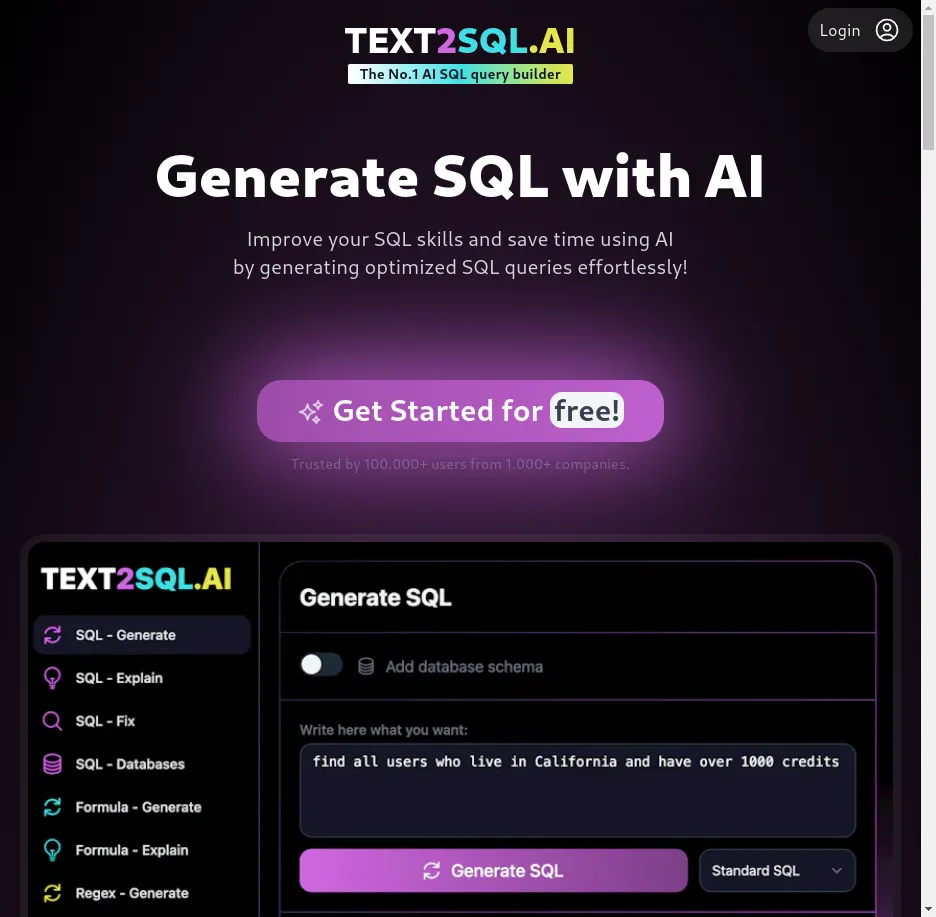 TEXT2SQL.AI
The No.1 AI SQL query builder
Login
Generate SQL with AI
Improve your SQL skills and save time using AI
by generating optimized SQL queries effortlessly!
Get Started for free!
Trusted by 100.000+ users from 1.000+ companies.
TEXT2SQL.AI
SQL - Generate
SQL - Explain
SQL - Fix
SQL - Databases
Formula - Generate
Formula - Explain
Regex - Generate
Generate SQL
Add database schema
Write here what you want:
find all users who live in California and have over 1000 credits
Generate SQL
Standard SQL